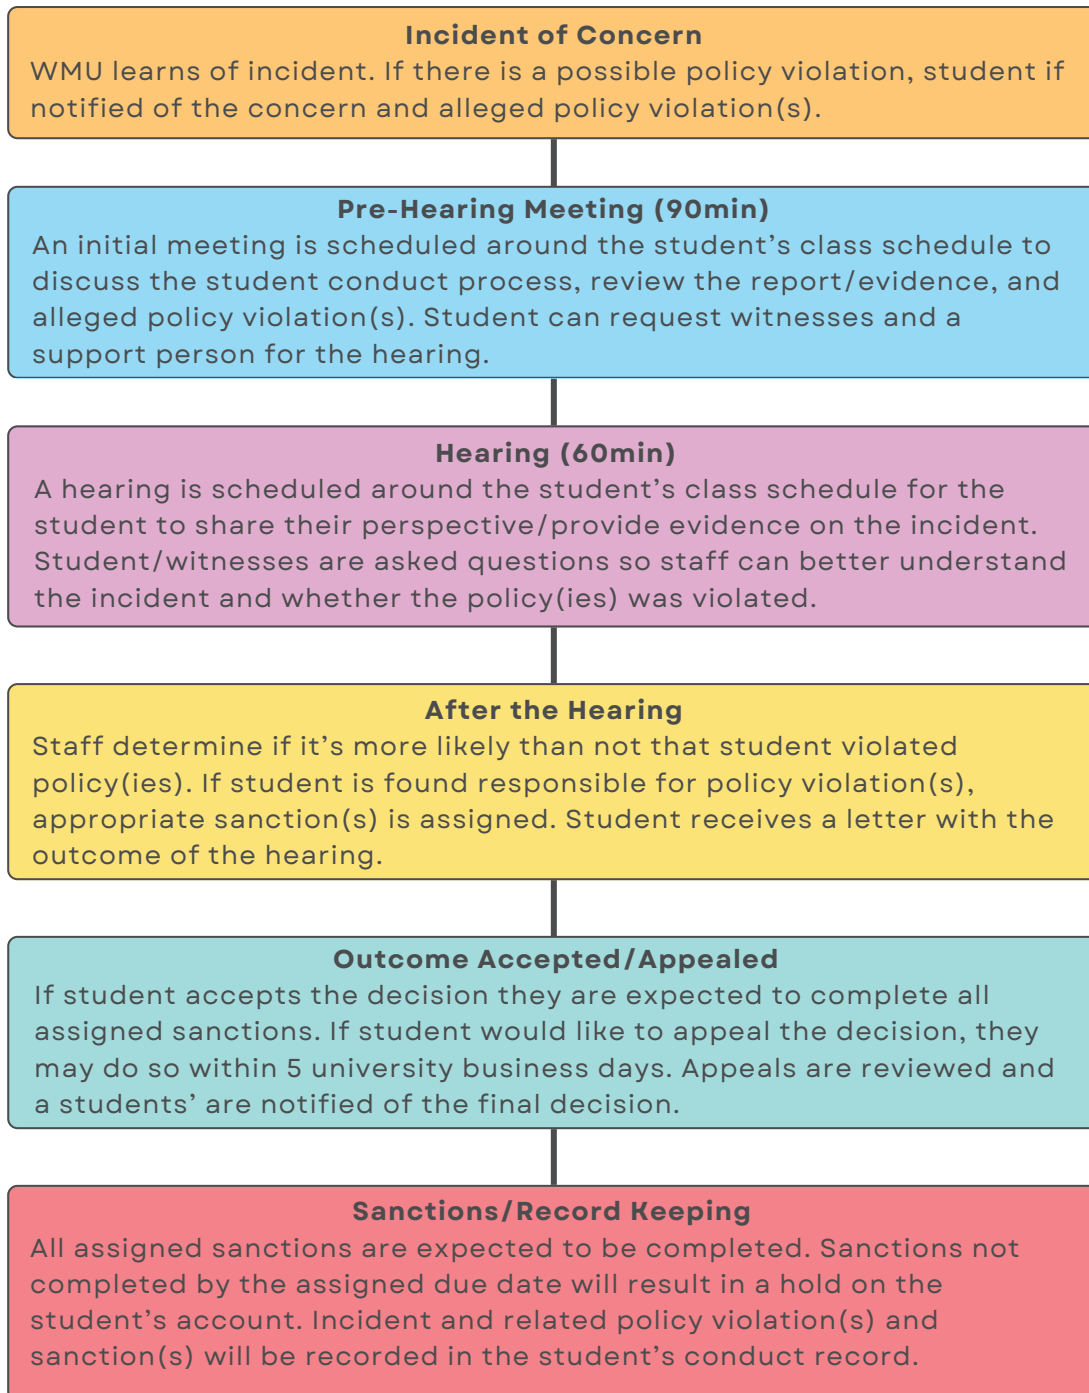 Incident of Concern
WMU learns of incident. If there is a possible policy violation, student if
notified of the concern and alleged policy violation(s).
Pre-Hearing Meeting (90min)
An initial meeting is scheduled around the student's class schedule to
discuss the student conduct process, review the report/evidence, and
alleged policy violation(s). Student can request witnesses and a
support person for the hearing.
Hearing (60min)
A hearing is scheduled around the student's class schedule for the
student to share their perspective/provide evidence on the incident.
Student/witnesses are asked questions so staff can better understand
the incident and whether the policy(ies) was violated.
After the Hearing
Staff determine if it's more likely than not that student violated
policy(ies). If student is found responsible for policy violation(s),
appropriate sanction(s) is assigned. Student receives a letter with the
outcome of the hearing.
Outcome Accepted/Appealed
If student accepts the decision they are expected to complete all
assigned sanctions. If student would like to appeal the decision, they
may do so within 5 university business days. Appeals are reviewed and
a students' are notified of the final decision.
Sanctions/Record Keeping
All assigned sanctions are expected to be completed. Sanctions not
completed by the assigned due date will result in a hold on the
student's account. Incident and related policy violation(s) and
sanction(s) will be recorded in the student's conduct record.